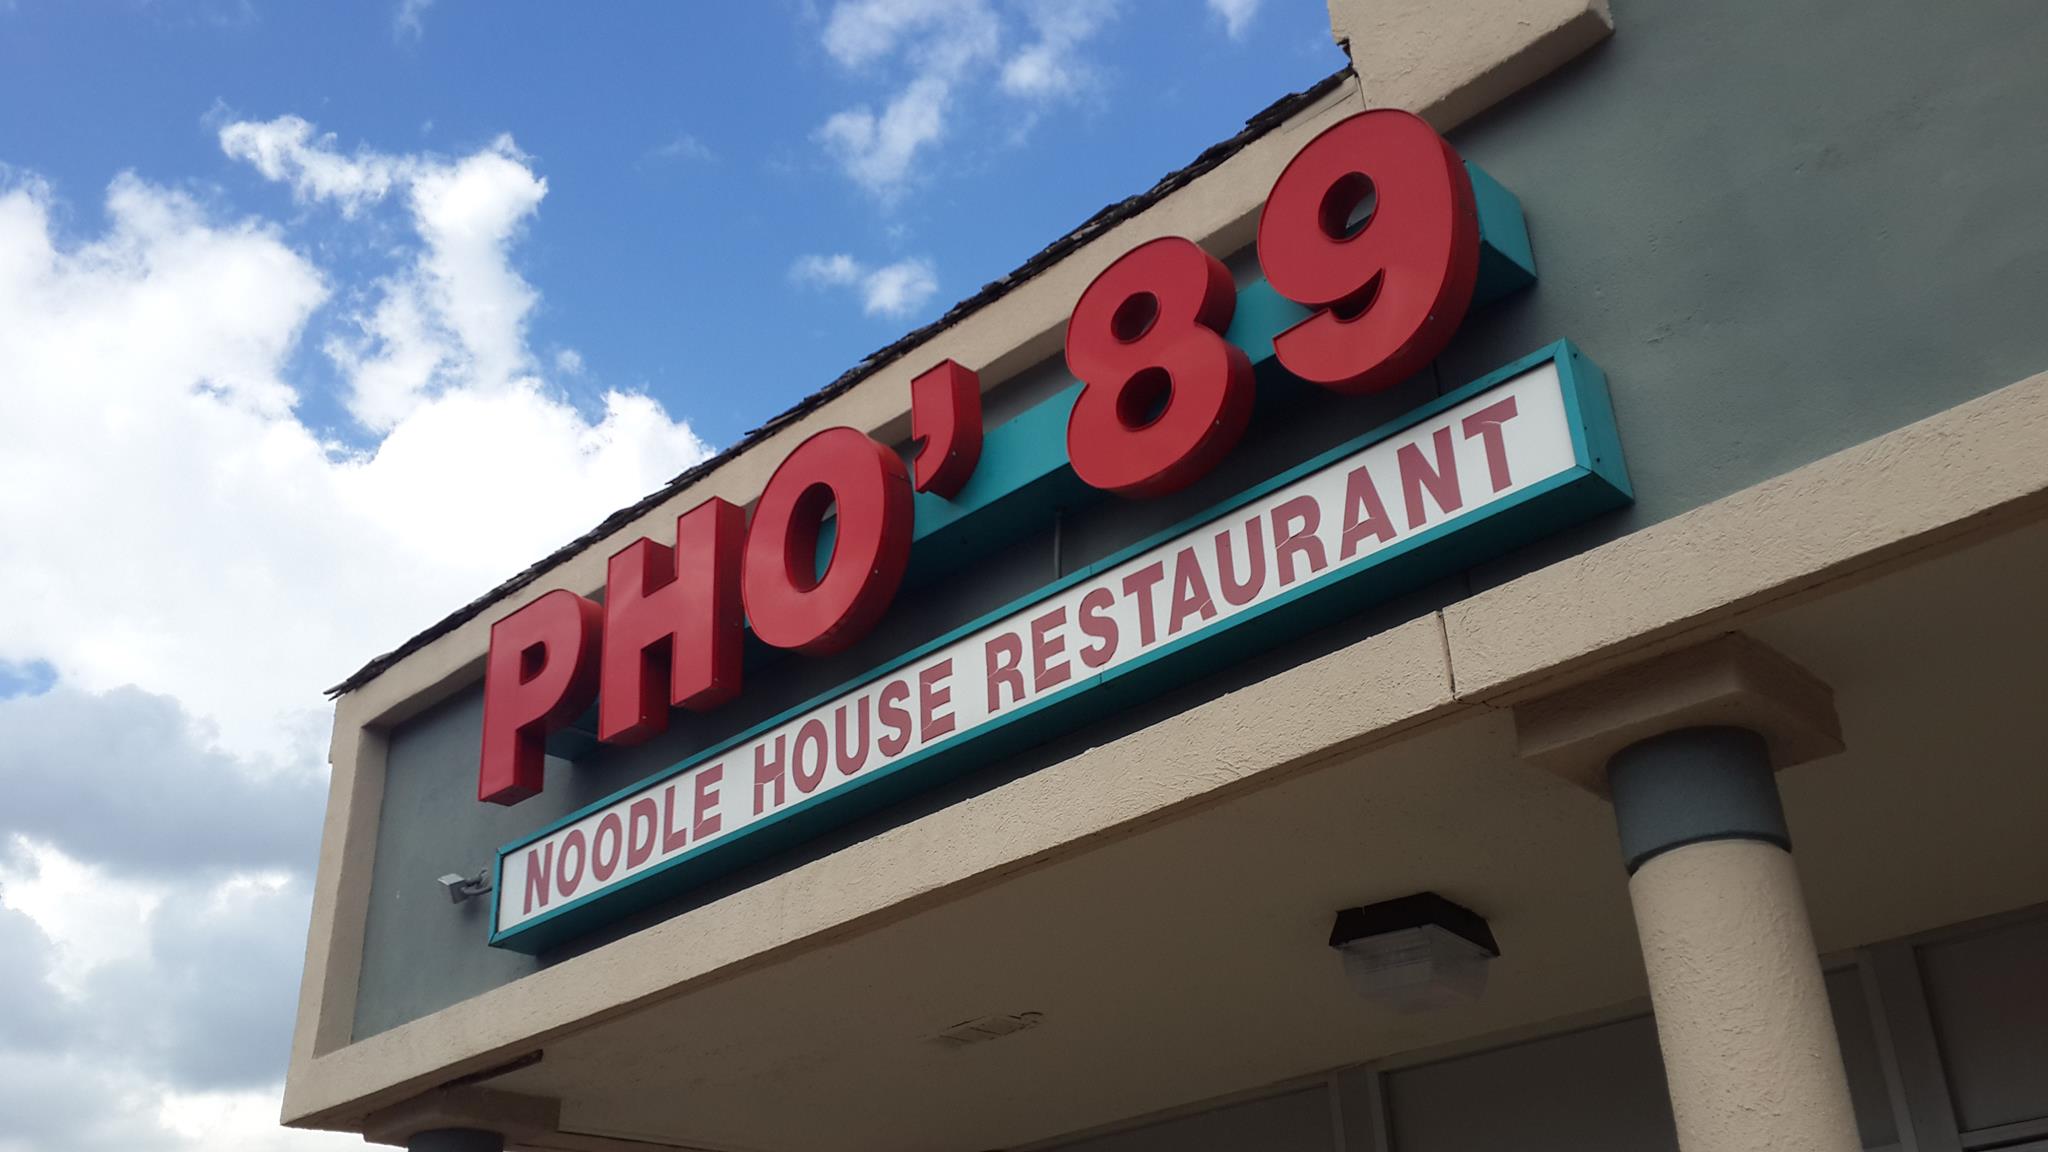 PHO' 89
NOODLE HOUSE RESTAURANT